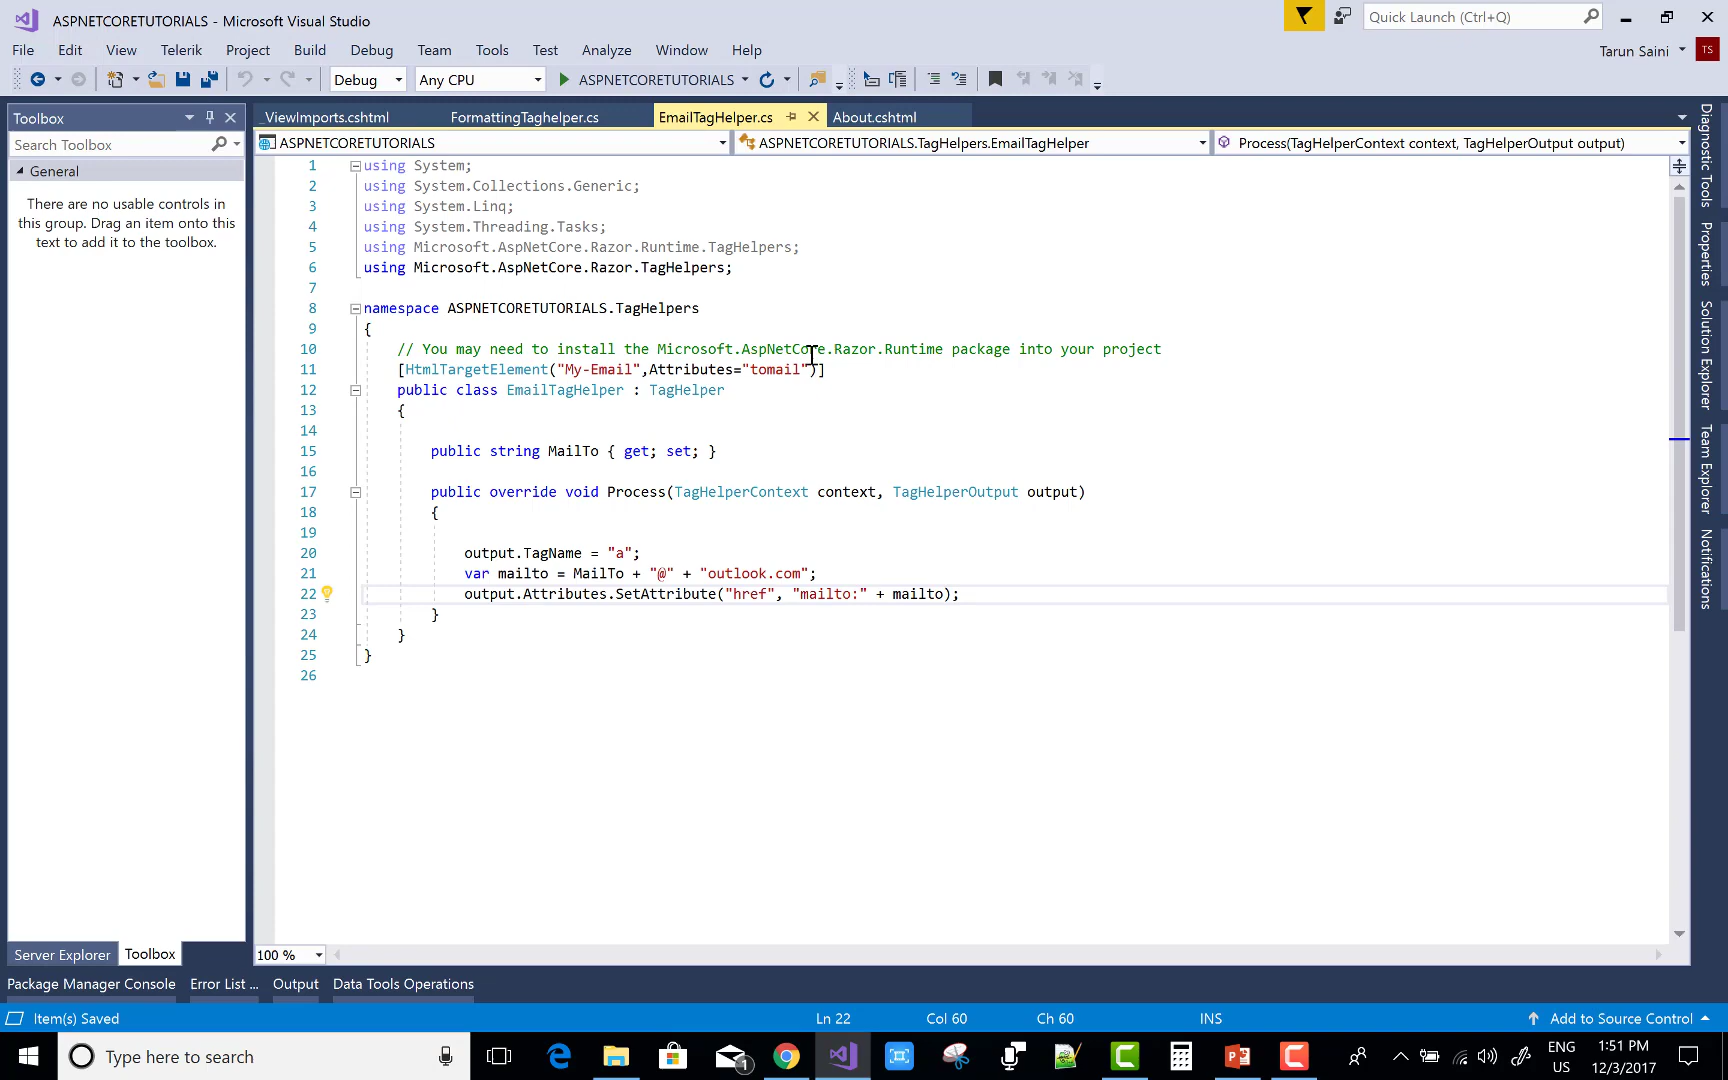 ASPNETCORETUTORIALS - Microsoft Visual Studio
Quick Launch (Ctrl+Q)
File Edit View Telerik Project Build Debug Team Tools Test Analyze Window Help
Tarun Saini TS
Debug Any CPU ASPNETCORETUTORIALS
Toolbox
_ViewImports.cshtml FormattingTaghelper.cs EmailTagHelper.cs About.cshtml
Search Toolbox
ASPNETCORETUTORIALS ASPNETCORETUTORIALS.TagHelpers.EmailTagHelper Process(TagHelperContext context, TagHelperOutput output)
General
There are no usable controls in
this group. Drag an item onto this
text to add it to the toolbox.
1 using System;
2 using System.Collections.Generic;
3 using System.Linq;
4 using System.Threading.Tasks;
5 using Microsoft.AspNetCore.Razor.Runtime.TagHelpers;
6 using Microsoft.AspNetCore.Razor.TagHelpers;
7
8 namespace ASPNETCORETUTORIALS.TagHelpers
9 {
10 // You may need to install the Microsoft.AspNetCore.Razor.Runtime package into your project
11 [HtmlTargetElement("My-Email",Attributes="tomail")]
12 public class EmailTagHelper : TagHelper
13 {
14
15 public string MailTo { get; set; }
16
17 public override void Process(TagHelperContext context, TagHelperOutput output)
18 {
19
20 output.TagName = "a";
21 var mailto = MailTo + "@" + "outlook.com";
22 output.Attributes.SetAttribute("href", "mailto:" + mailto);
23 }
24 }
25 }
26
Diagnostic Tools
Properties
Solution Explorer
Team Explorer
Notifications
100 %
Server Explorer Toolbox
Package Manager Console Error List ... Output Data Tools Operations
Item(s) Saved Ln 22 Col 60 Ch 60 INS Add to Source Control
Type here to search
1
ENG
US
1:51 PM
12/3/2017